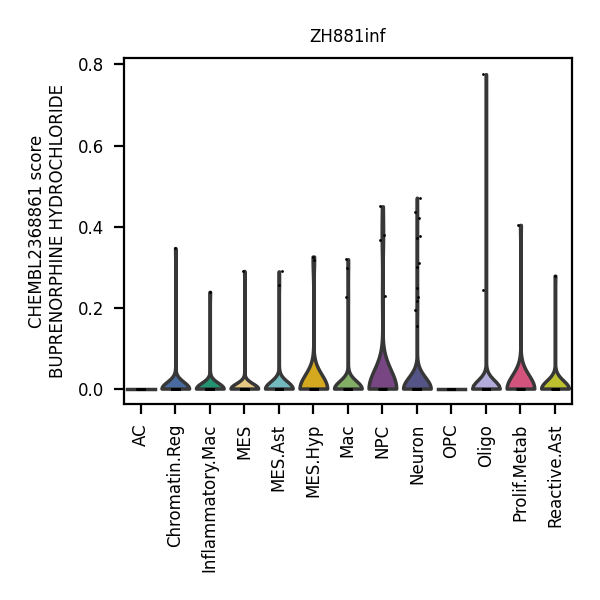 ZH881inf
CHEMBL2368861 score
BUPRENORPHINE HYDROCHLORIDE
0.8
0.6
0.4
0.2
0.0
AC
Chromatin.Reg
Inflammatory.Mac
MES
MES.Ast
MES.Hyp
Mac
NPC
Neuron
OPC
Oligo
Prolif.Metab
Reactive.Ast